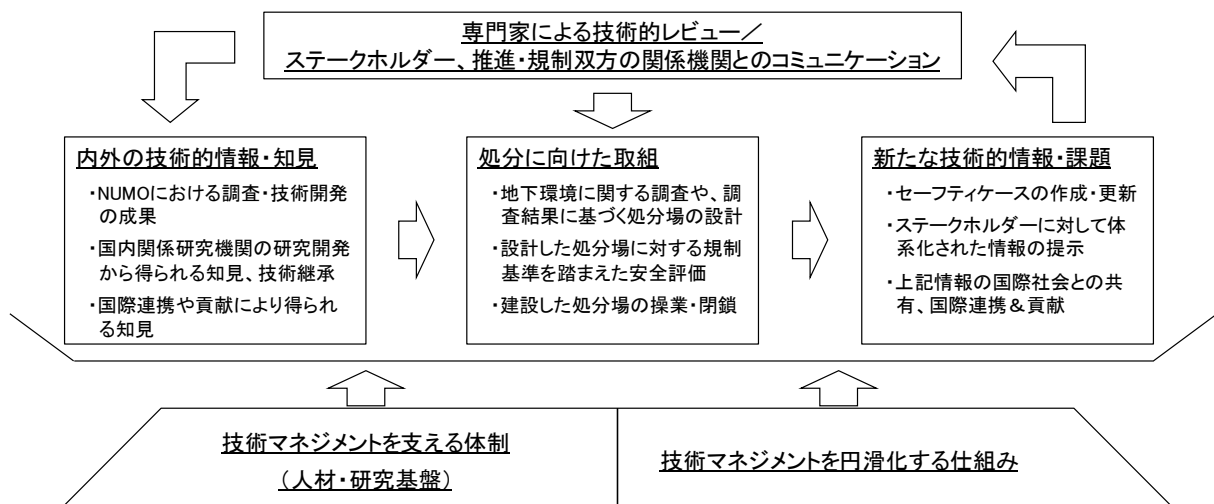 専門家による技術的レビュー／
ステークホルダー、推進・規制双方の関係機関とのコミュニケーション
内外の技術的情報・知見
・NUMOにおける調査・技術開発
の成果
・国内関係研究機関の研究開発
から得られる知見、技術継承
・国際連携や貢献により得られ
る知見
処分に向けた取組
・地下環境に関する調査や、調
査結果に基づく処分場の設計
・設計した処分場に対する規制
基準を踏まえた安全評価
・建設した処分場の操業・閉鎖
新たな技術的情報・課題
・セーフティケースの作成・更新
・ステークホルダーに対して体
系化された情報の提示
・上記情報の国際社会との共
有、国際連携＆貢献
技術マネジメントを支える体制
（人材・研究基盤）
技術マネジメントを円滑化する仕組み